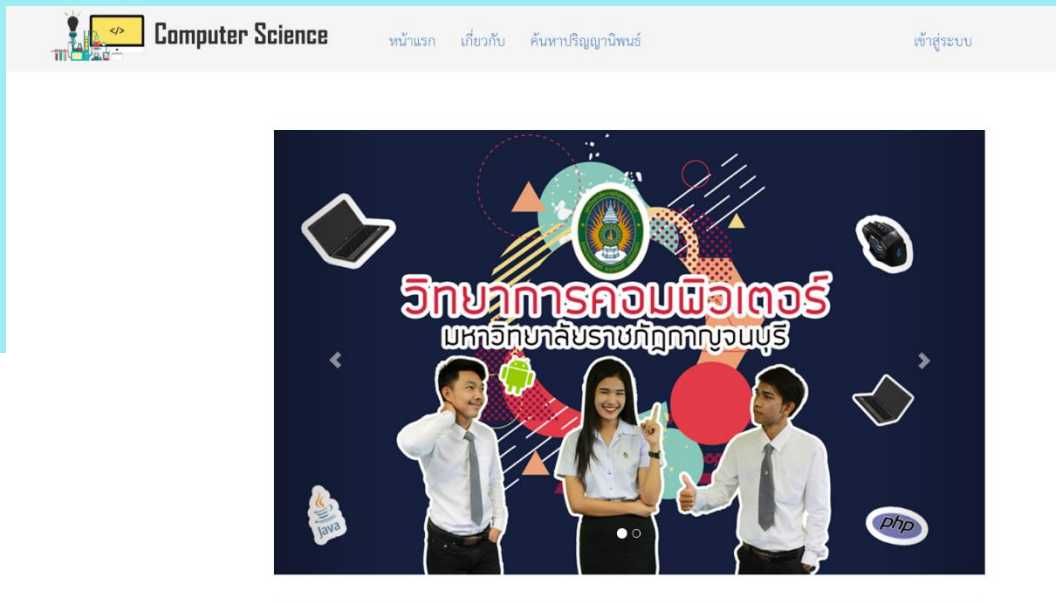 </>
Computer Science
หน้าแรก
เกี่ยวกับ
ค้นหาปริญญานิพนธ์
เข้าสู่ระบบ
วิทยาการคอมพิวเตอร์
มหาวิทยาลัยราชภัฏกาญจนบุรี
Java
php